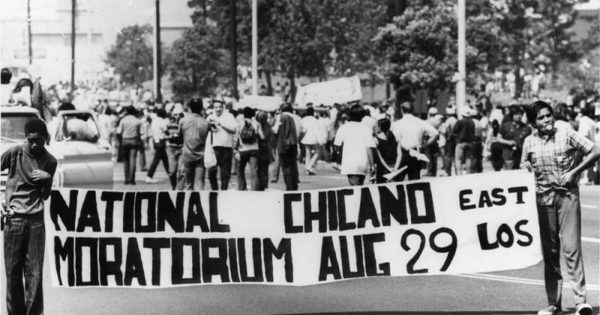 NATIONAL CHICANO EAST
MORATORIUM AUG 29 LOS